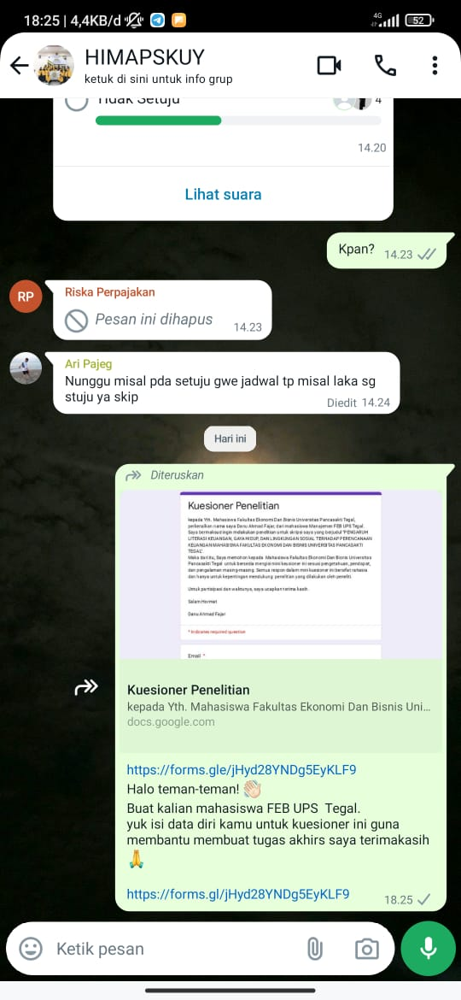 18:25 | 4,4KB/d
4G
52
HIMAPSKUY
ketuk di sini untuk info grup
Tidak Setuju
4
14.20
Lihat suara
Kpan? 14.23
RP
Riska Perpajakan
Pesan ini dihapus 14.23
Ari Pajeg
Nunggu misal pda setuju gwe jadwal tp misal laka sg
stuju ya skip
Diedit 14.24
Hari ini
Diteruskan
Kuesioner Penelitian
kepada Yth. Mahasiswa Fakultas Ekonomi Dan Bisnis Universitas Pancasakti Tegal,
perkenalkan nama saya Danu Ahmad Fajar, dari mahasiswa Manajemen FEB UPS Tegal.
Saya bermaksud ingin melakukan penelitian untuk skripsi saya yang berjudul "PENGARUH
LITERASI KEUANGAN, GAYA HIDUP, DAN LINGKUNGAN SOSIAL TERHADAP PERENCANAAN
KEUANGAN MAHASISWA FAKULTAS EKONOMI DAN BISNIS UNIVERSITAS PANCASAKTI
TEGAL"
Maka dari itu, Saya memohon kepada Mahasiswa Fakultas Ekonomi Dan Bisnis Universitas
Pancasakti Tegal untuk bersedia mengisi mini kuesioner ini sesuai pengetahuan, pendapat,
dan pengalaman masing-masing. Semua respon dalam mini kuesioner ini bersifat rahasia
dan hanya untuk kepentingan mendukung penelitian yang dilakukan oleh peneliti.
Untuk partisipasi dan waktunya, saya ucapkan terima kasih.
Salam Hormat
Danu Ahmad Fajar
* Indicates required question
Email *
Kuesioner Penelitian
kepada Yth. Mahasiswa Fakultas Ekonomi Dan Bisnis Uni...
docs.google.com
https://forms.gle/jHyd28YNDg5EyKLF9
Halo teman-teman! 👋🏻
Buat kalian mahasiswa FEB UPS Tegal.
yuk isi data diri kamu untuk kuesioner ini guna
membantu membuat tugas akhirs saya terimakasih
🙏
https://forms.gl/jHyd28YNDg5EyKLF9 18.25
Ketik pesan